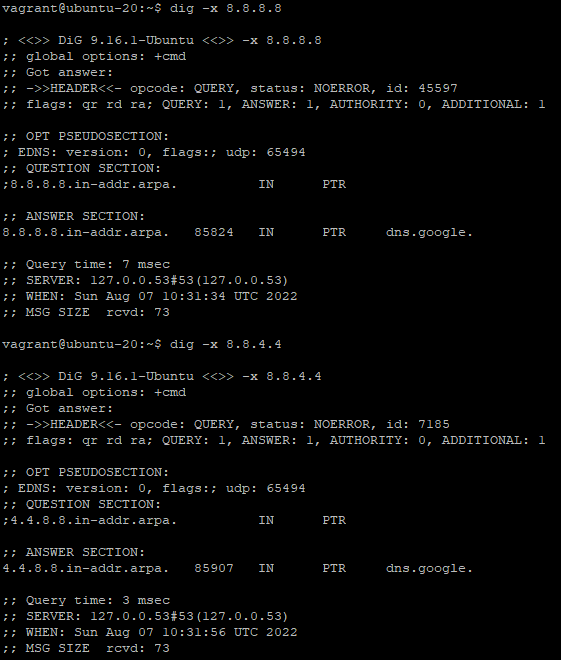 vagrant@ubuntu-20:~$ dig -x 8.8.8.8

; <<>> DiG 9.16.1-Ubuntu <<>> -x 8.8.8.8
;; global options: +cmd
;; Got answer:
;; ->>HEADER<<- opcode: QUERY, status: NOERROR, id: 45597
;; flags: qr rd ra; QUERY: 1, ANSWER: 1, AUTHORITY: 0, ADDITIONAL: 1

;; OPT PSEUDOSECTION:
; EDNS: version: 0, flags:; udp: 65494
;; QUESTION SECTION:
;8.8.8.8.in-addr.arpa.          IN      PTR

;; ANSWER SECTION:
8.8.8.8.in-addr.arpa.   85824   IN      PTR     dns.google.

;; Query time: 7 msec
;; SERVER: 127.0.0.53#53(127.0.0.53)
;; WHEN: Sun Aug 07 10:31:34 UTC 2022
;; MSG SIZE  rcvd: 73

vagrant@ubuntu-20:~$ dig -x 8.8.4.4

; <<>> DiG 9.16.1-Ubuntu <<>> -x 8.8.4.4
;; global options: +cmd
;; Got answer:
;; ->>HEADER<<- opcode: QUERY, status: NOERROR, id: 7185
;; flags: qr rd ra; QUERY: 1, ANSWER: 1, AUTHORITY: 0, ADDITIONAL: 1

;; OPT PSEUDOSECTION:
; EDNS: version: 0, flags:; udp: 65494
;; QUESTION SECTION:
;4.4.8.8.in-addr.arpa.          IN      PTR

;; ANSWER SECTION:
4.4.8.8.in-addr.arpa.   85907   IN      PTR     dns.google.

;; Query time: 3 msec
;; SERVER: 127.0.0.53#53(127.0.0.53)
;; WHEN: Sun Aug 07 10:31:56 UTC 2022
;; MSG SIZE  rcvd: 73